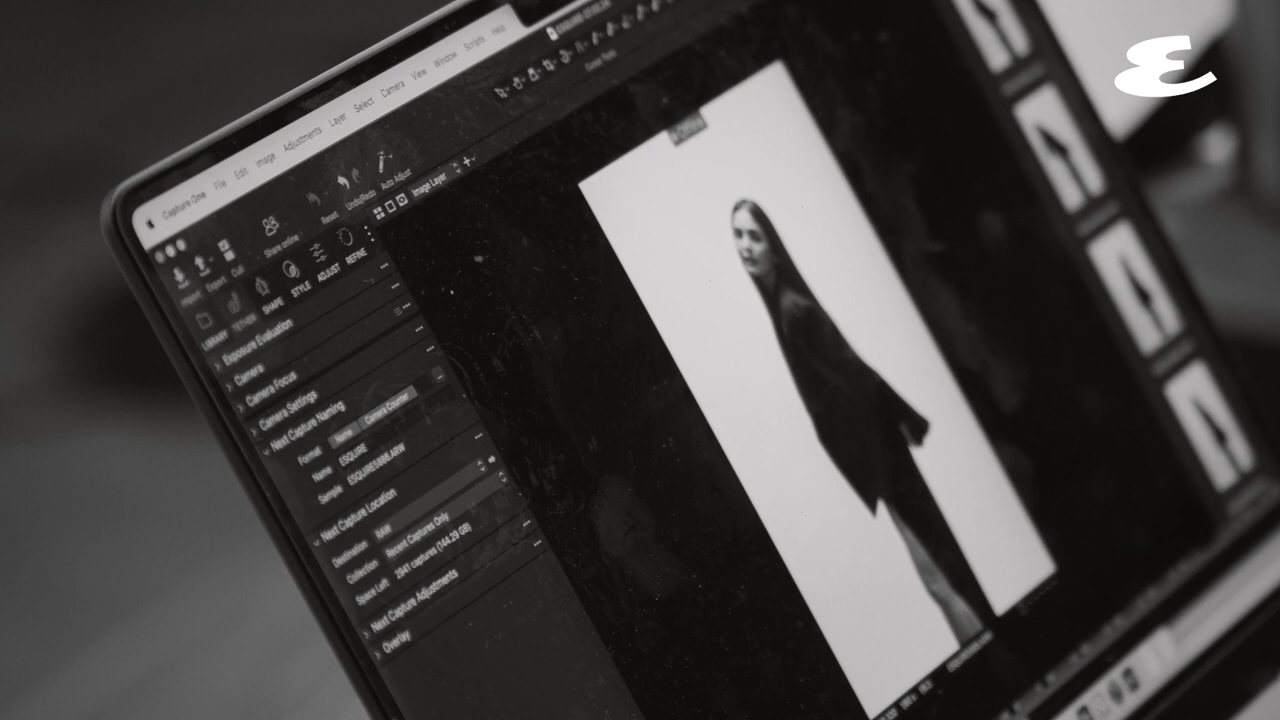 Capture One File Edit Image Adjustments Layer Select Camera View Window Scripts Help
Import Export Cull Share online Reset Undo/Redo Auto Adjust
Cursor Tools
LIBRARY TETHER SHAPE STYLE ADJUST REFINE
Image Layer
Exposure Evaluation
Camera
Camera Focus
Camera Settings
Next Capture Naming
Format Name Camera Counter
Name ESQUIRE
Sample ESQUIRE5886.ARW
Next Capture Location
Destination RAW
Collection Recent Captures Only
Space Left 2941 captures (144.29 GB)
Next Capture Adjustments
Overlay